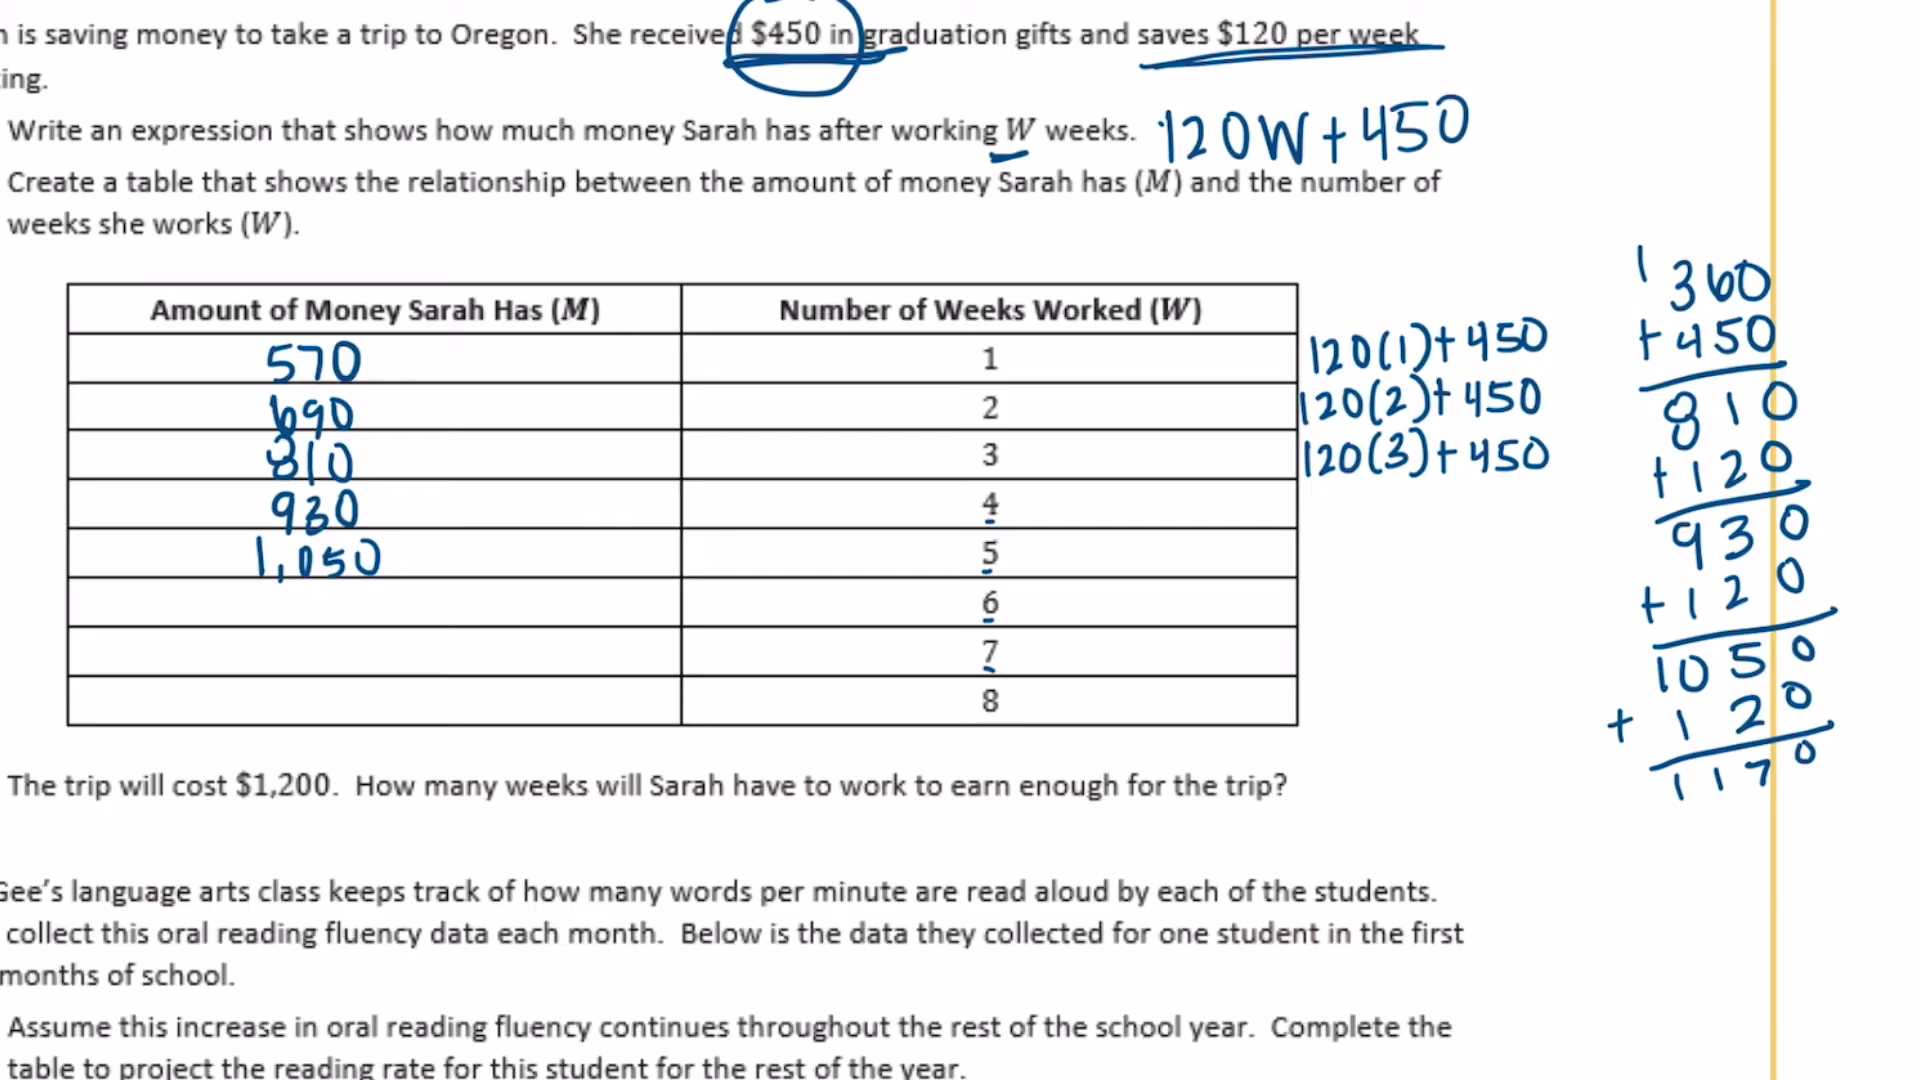 is saving money to take a trip to Oregon. She received $450 in graduation gifts and saves $120 per week
ing.
Write an expression that shows how much money Sarah has after working W weeks. 120W+450
Create a table that shows the relationship between the amount of money Sarah has (M) and the number of
weeks she works (W).
Amount of Money Sarah Has (M) Number of Weeks Worked (W)
570 1 120(1)+450
690 2 120(2)+450
810 3 120(3)+450
930 4
1,050 5
6
7
8
1
360
+450
810
+120
930
+120
1050
+ 120
1170
The trip will cost $1,200. How many weeks will Sarah have to work to earn enough for the trip?
Gee's language arts class keeps track of how many words per minute are read aloud by each of the students.
collect this oral reading fluency data each month. Below is the data they collected for one student in the first
months of school.
Assume this increase in oral reading fluency continues throughout the rest of the school year. Complete the
table to project the reading rate for this student for the rest of the year.